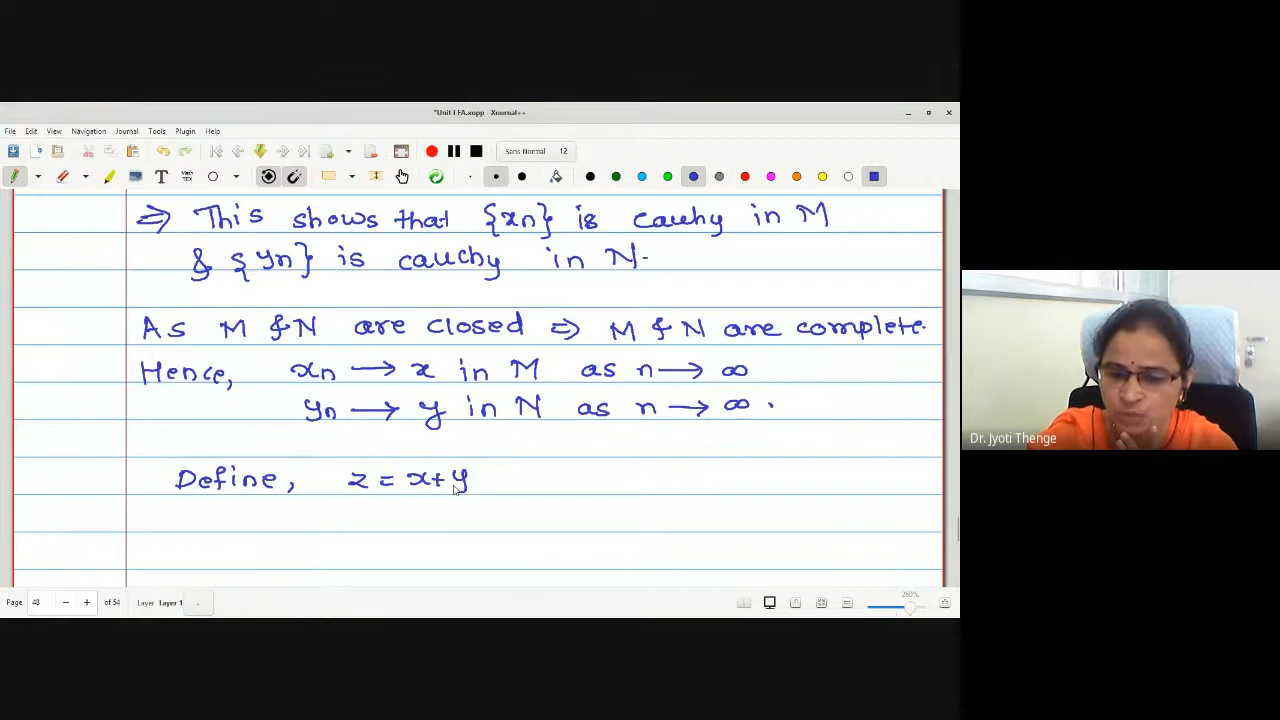 *Unit I FA.xopp - Xournal++
File Edit View Navigation Journal Tools Plugin Help
Sans Normal 12
⇒ This shows that {xn} is cauchy in M
& {yn} is cauchy in N.
As M & N are closed ⇒ M & N are complete.
Hence, xn → x in M as n → ∞
yn → y in N as n → ∞.
Dr. Jyoti Thenge
Define, z = x+y
Page 48 of 54 Layer Layer 1 260%